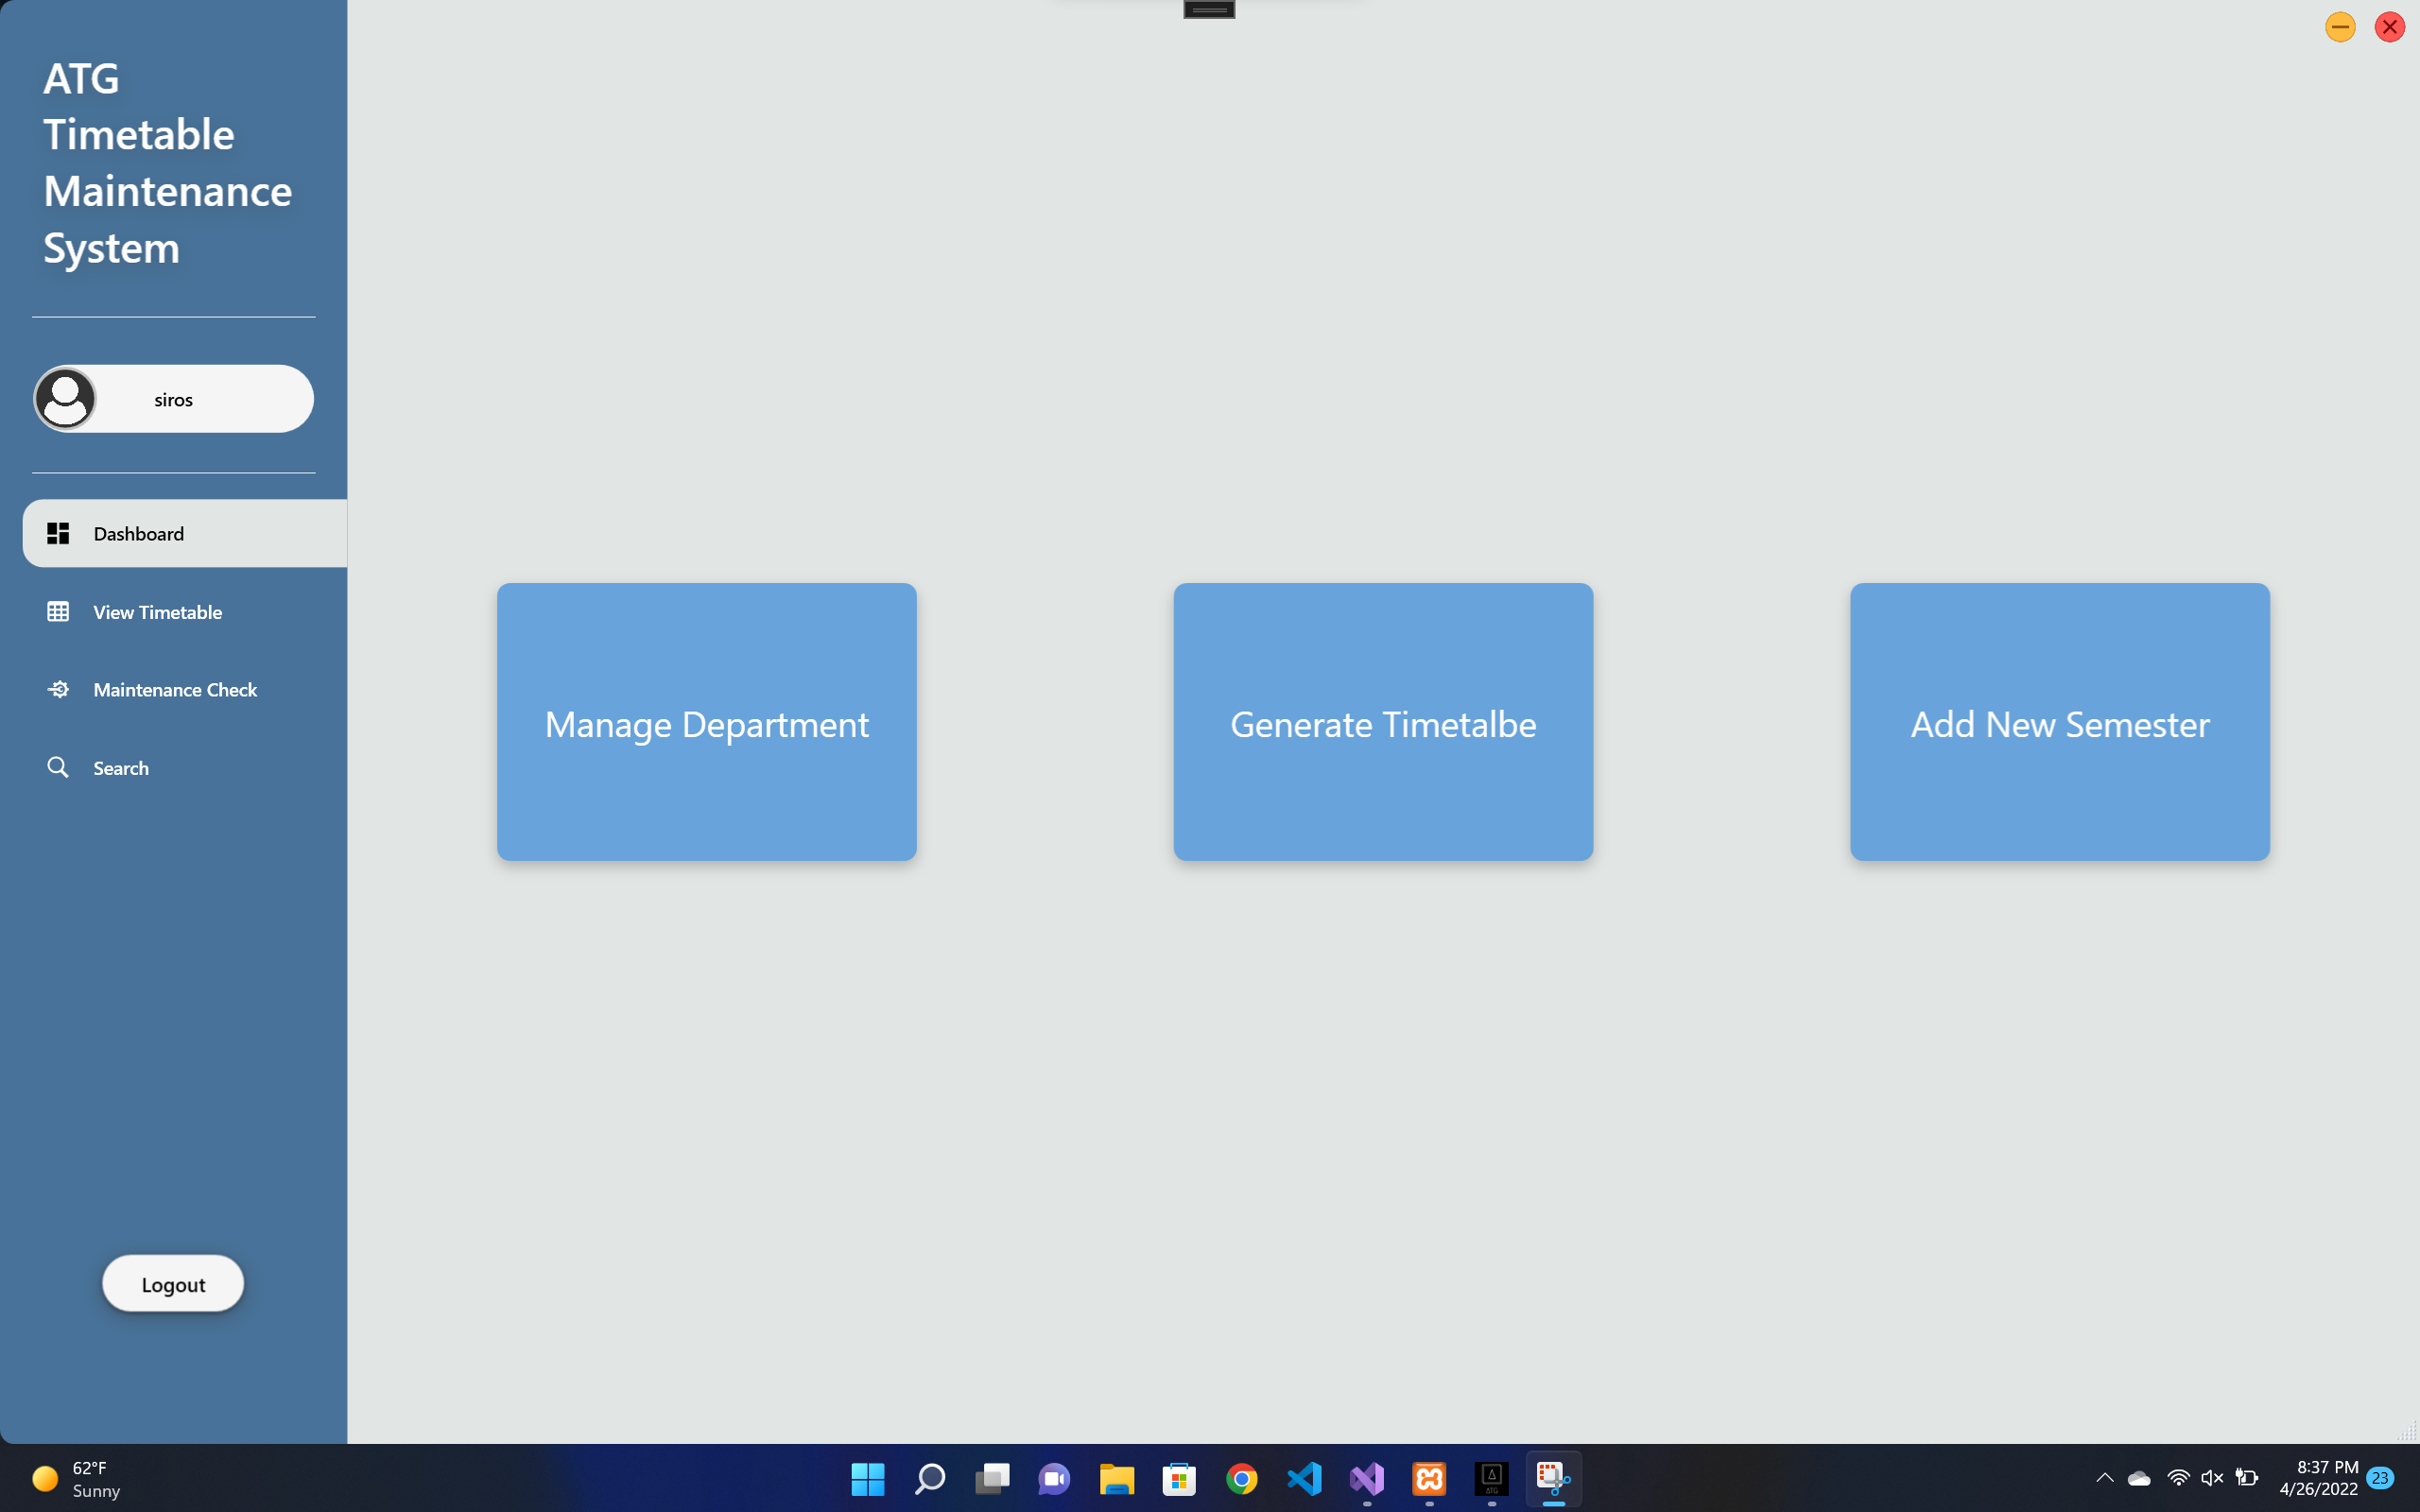 ATG
Timetable
Maintenance
System
siros
Dashboard
View Timetable
Maintenance Check
Search
Logout
Manage Department
Generate Timetalbe
Add New Semester
62°F
Sunny
ATG
8:37 PM
4/26/2022
23